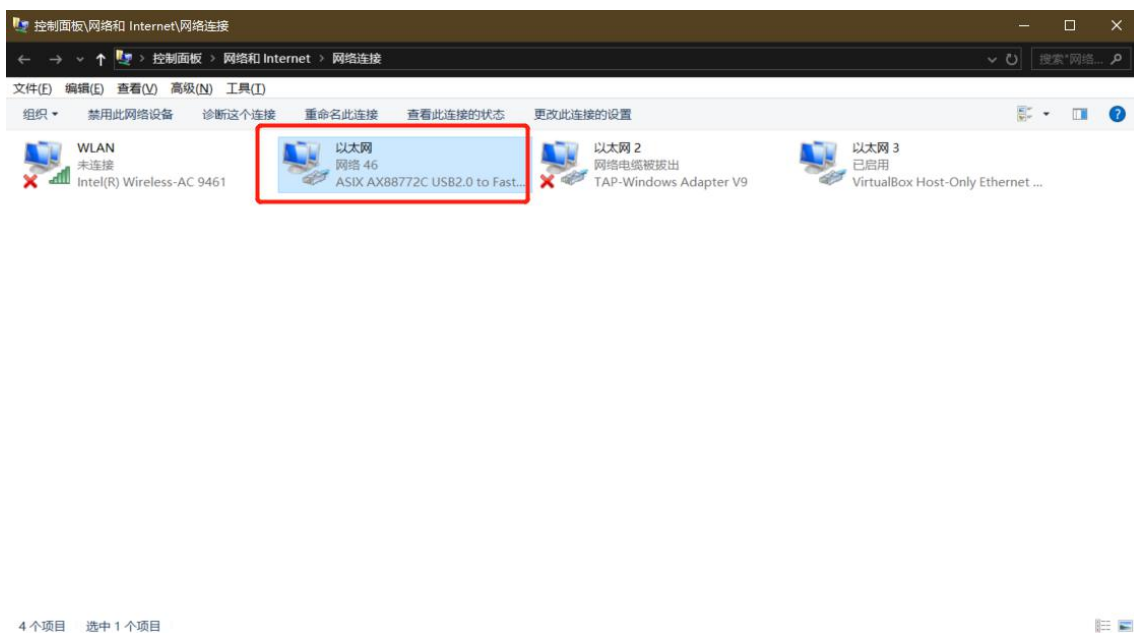 控制面板\网络和 Internet\网络连接
控制面板 > 网络和 Internet > 网络连接
搜索"网络...
文件(F) 编辑(E) 查看(V) 高级(N) 工具(T)
组织 禁用此网络设备 诊断这个连接 重命名此连接 查看此连接的状态 更改此连接的设置
WLAN
未连接
Intel(R) Wireless-AC 9461
以太网
网络 46
ASIX AX88772C USB2.0 to Fast...
以太网 2
网络电缆被拔出
TAP-Windows Adapter V9
以太网 3
已启用
VirtualBox Host-Only Ethernet ...
4 个项目 选中 1 个项目